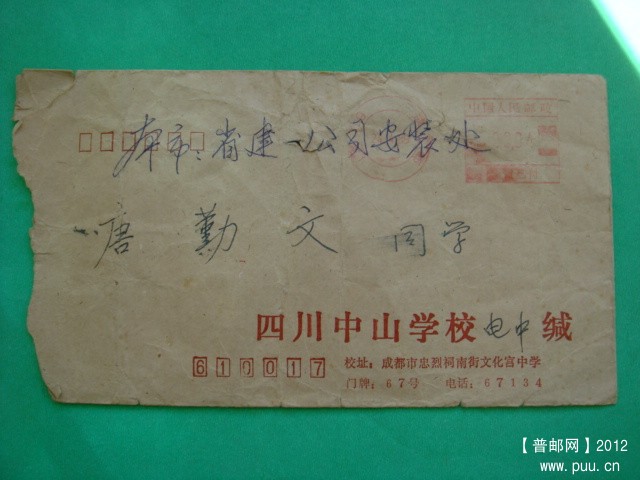 本市：省建一公司安装处
唐勤文 同学
四川中山学校 电中 缄
610017
校址：成都市忠烈祠南街文化宫中学
门牌：67号 电话：67134
【普邮网】2012
www.puu.cn